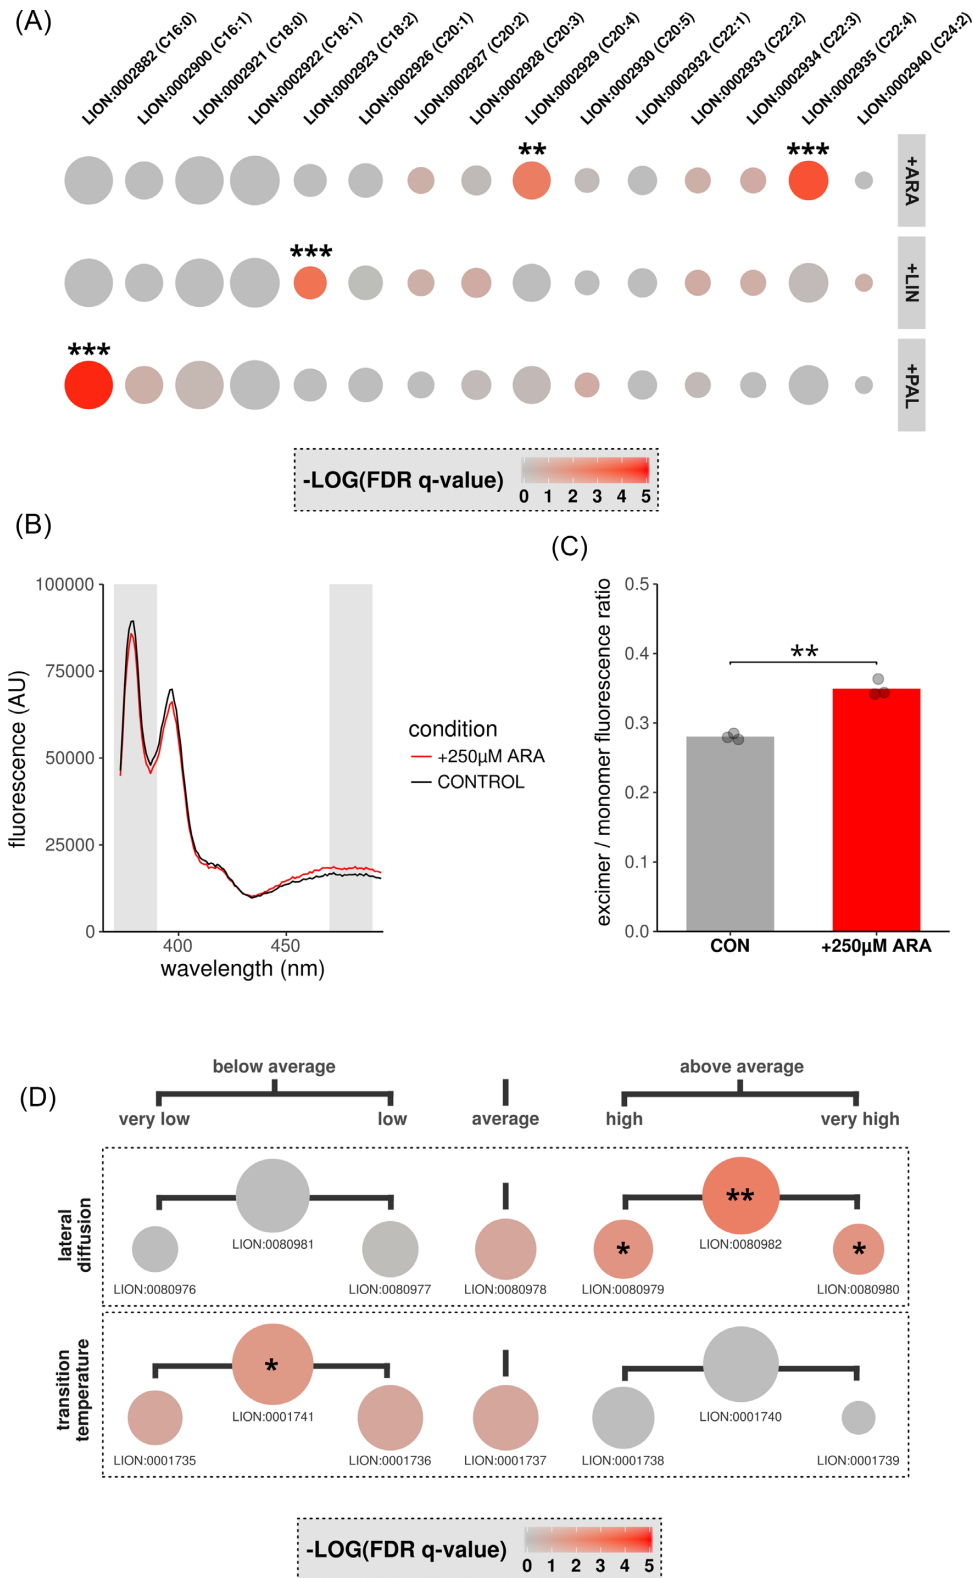 (A)
LION:0002882 (C16:0)
LION:0002900 (C16:1)
LION:0002921 (C18:0)
LION:0002922 (C18:1)
LION:0002923 (C18:2)
LION:0002926 (C20:1)
LION:0002927 (C20:2)
LION:0002928 (C20:3)
LION:0002929 (C20:4)
LION:0002930 (C20:5)
LION:0002932 (C22:1)
LION:0002933 (C22:2)
LION:0002934 (C22:3)
LION:0002935 (C22:4)
LION:0002940 (C24:2)
** ***
+ARA
***
+LIN
***
+PAL
-LOG(FDR q-value)
0 1 2 3 4 5
(B)
100000
75000
50000
25000
0
fluorescence (AU)
400 450
wavelength (nm)
condition
+250µM ARA
CONTROL
(C)
0.5
0.4
0.3
0.2
0.1
0.0
excimer / monomer fluorescence ratio
**
CON +250µM ARA
(D)
below average above average
very low low average high very high
lateral
diffusion
**
LION:0080981 LION:0080982
* *
LION:0080976 LION:0080977 LION:0080978 LION:0080979 LION:0080980
transition
temperature
*
LION:0001741 LION:0001740
LION:0001735 LION:0001736 LION:0001737 LION:0001738 LION:0001739
-LOG(FDR q-value)
0 1 2 3 4 5